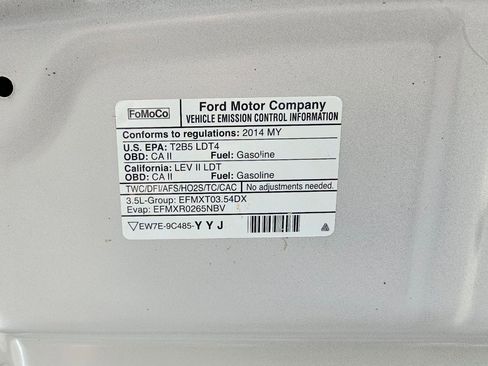 FoMoCo
Ford Motor Company
VEHICLE EMISSION CONTROL INFORMATION
Conforms to regulations: 2014 MY
U.S. EPA: T2B5 LDT4
OBD: CA II Fuel: Gasoline
California: LEV II LDT
OBD: CA II Fuel: Gasoline
TWC/DFI/AFS/HO2S/TC/CAC No adjustments needed.
3.5L-Group: EFMXT03.54DX
Evap: EFMXR0265NBV
EW7E-9C485-YYJ